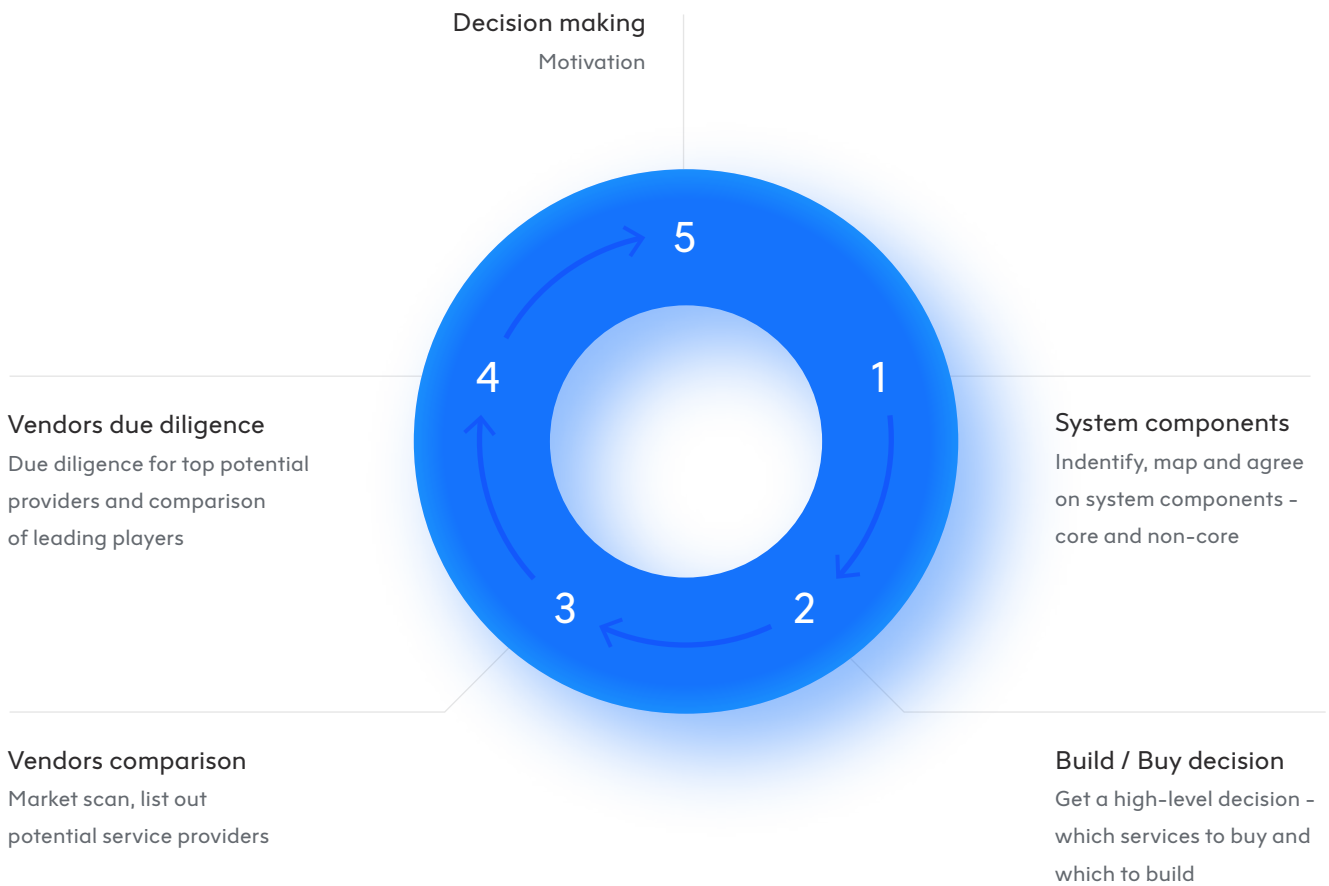 Decision making
Motivation
5
4
1
Vendors due diligence
Due diligence for top potential
providers and comparison
of leading players
System components
Indentify, map and agree
on system components -
core and non-core
3
2
Vendors comparison
Market scan, list out
potential service providers
Build / Buy decision
Get a high-level decision -
which services to buy and
which to build